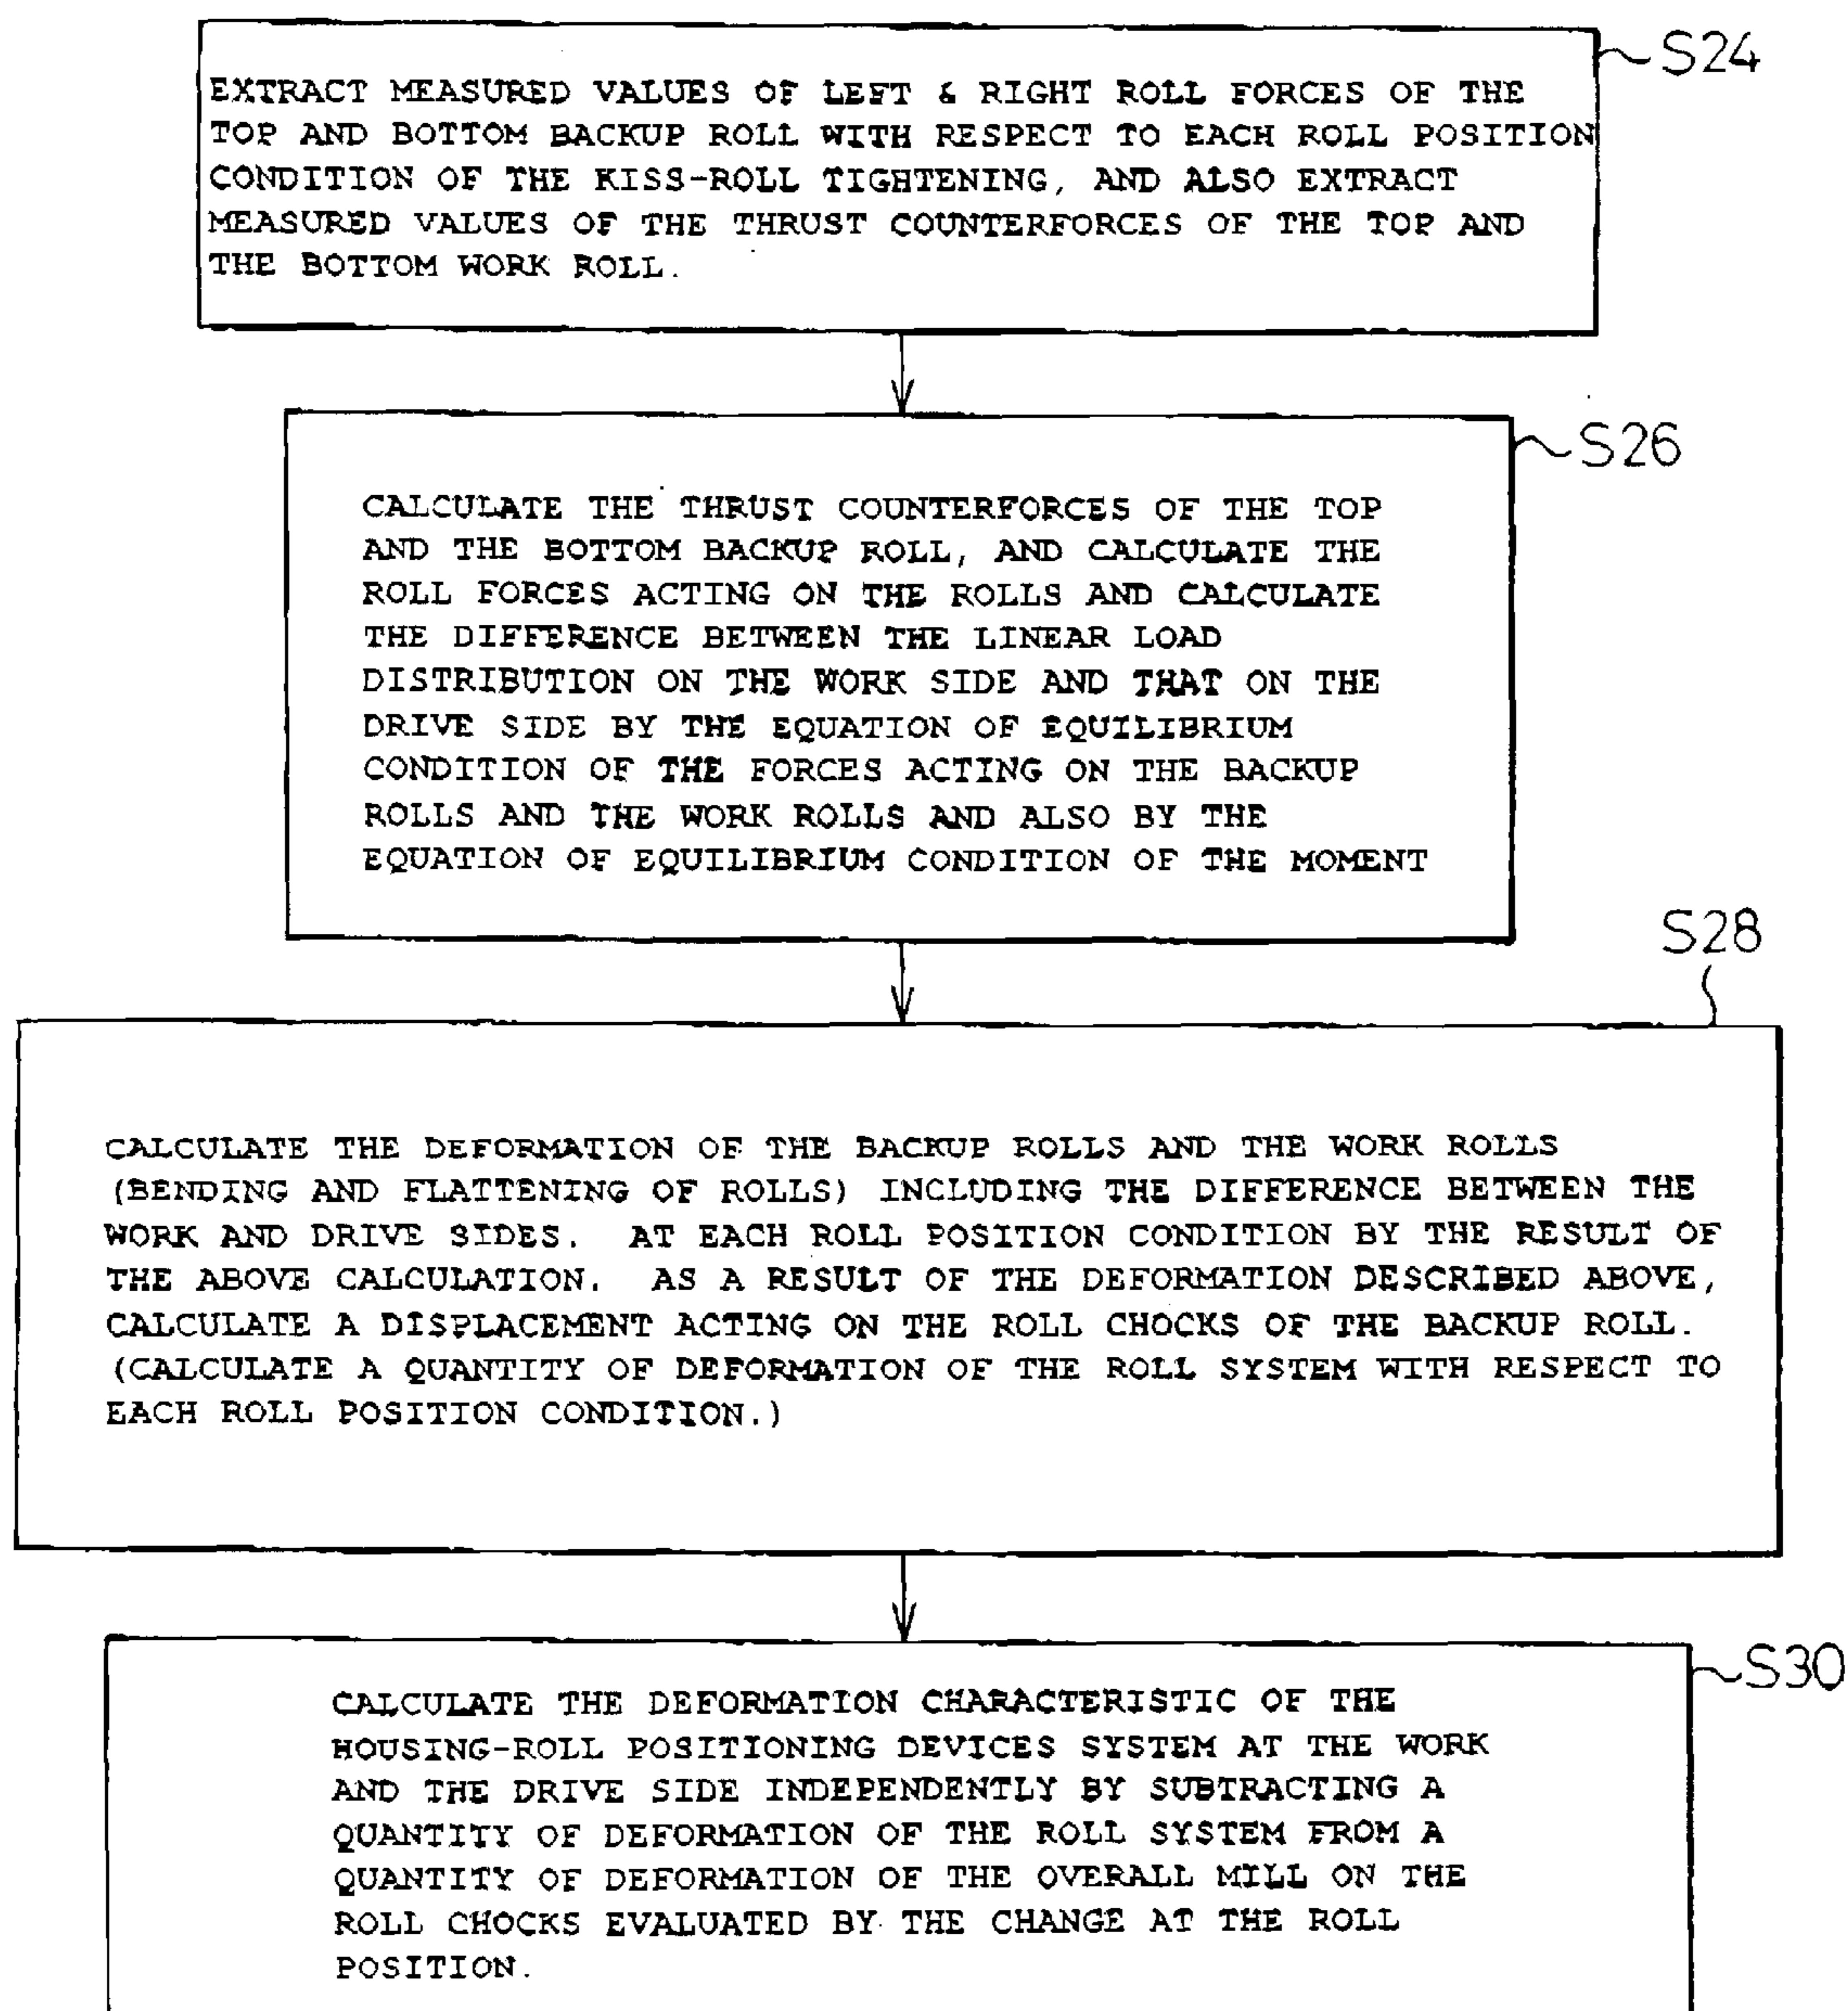 S24
EXTRACT MEASURED VALUES OF LEFT & RIGHT ROLL FORCES OF THE
TOP AND BOTTOM BACKUP ROLL WITH RESPECT TO EACH ROLL POSITION
CONDITION OF THE KISS-ROLL TIGHTENING, AND ALSO EXTRACT
MEASURED VALUES OF THE THRUST COUNTERFORCES OF THE TOP AND
THE BOTTOM WORK ROLL.
S26
CALCULATE THE THRUST COUNTERFORCES OF THE TOP
AND THE BOTTOM BACKUP ROLL, AND CALCULATE THE
ROLL FORCES ACTING ON THE ROLLS AND CALCULATE
THE DIFFERENCE BETWEEN THE LINEAR LOAD
DISTRIBUTION ON THE WORK SIDE AND THAT ON THE
DRIVE SIDE BY THE EQUATION OF EQUILIBRIUM
CONDITION OF THE FORCES ACTING ON THE BACKUP
ROLLS AND THE WORK ROLLS AND ALSO BY THE
EQUATION OF EQUILIBRIUM CONDITION OF THE MOMENT
S28
CALCULATE THE DEFORMATION OF THE BACKUP ROLLS AND THE WORK ROLLS
(BENDING AND FLATTENING OF ROLLS) INCLUDING THE DIFFERENCE BETWEEN THE
WORK AND DRIVE SIDES. AT EACH ROLL POSITION CONDITION BY THE RESULT OF
THE ABOVE CALCULATION. AS A RESULT OF THE DEFORMATION DESCRIBED ABOVE,
CALCULATE A DISPLACEMENT ACTING ON THE ROLL CHOCKS OF THE BACKUP ROLL.
(CALCULATE A QUANTITY OF DEFORMATION OF THE ROLL SYSTEM WITH RESPECT TO
EACH ROLL POSITION CONDITION.)
S30
CALCULATE THE DEFORMATION CHARACTERISTIC OF THE
HOUSING-ROLL POSITIONING DEVICES SYSTEM AT THE WORK
AND THE DRIVE SIDE INDEPENDENTLY BY SUBTRACTING A
QUANTITY OF DEFORMATION OF THE ROLL SYSTEM FROM A
QUANTITY OF DEFORMATION OF THE OVERALL MILL ON THE
ROLL CHOCKS EVALUATED BY THE CHANGE AT THE ROLL
POSITION.